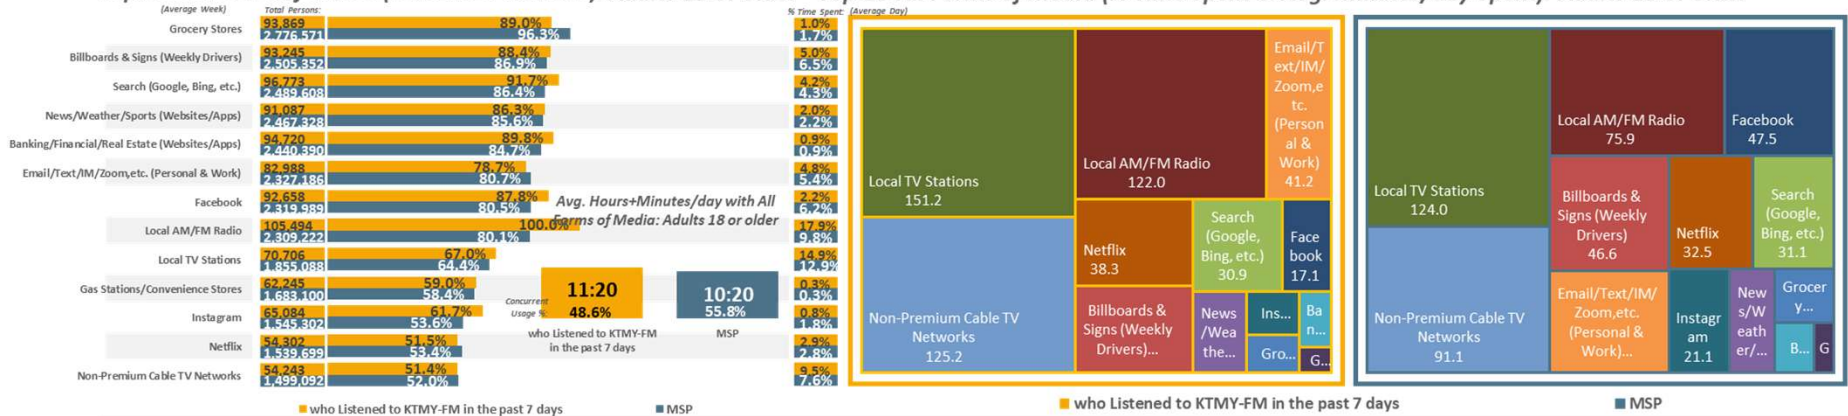 (Average Week)
Total Persons:
% Time Spent:
(Average Day)
Grocery Stores
93,869
89.0%
1.0%
2,776,571
96.3%
1.7%
Billboards & Signs (Weekly Drivers)
93,245
88.4%
5.0%
2,505,352
86.9%
6.5%
Search (Google, Bing, etc.)
96,773
91.7%
4.2%
2,489,608
86.4%
4.3%
News/Weather/Sports (Websites/Apps)
91,087
86.3%
2.0%
2,467,328
85.6%
2.2%
Banking/Financial/Real Estate (Websites/Apps)
94,720
89.8%
0.9%
2,440,390
84.7%
0.9%
Email/Text/IM/Zoom,etc. (Personal & Work)
82,988
78.7%
4.8%
2,327,186
80.7%
5.4%
Facebook
92,658
87.8%
2.2%
2,319,989
80.5%
6.2%
Local AM/FM Radio
105,494
100.0%
17.9%
2,309,222
80.1%
9.8%
Local TV Stations
70,706
67.0%
14.9%
1,855,088
64.4%
12.9%
Gas Stations/Convenience Stores
62,245
59.0%
0.3%
1,683,100
58.4%
0.3%
Instagram
65,084
61.7%
0.8%
1,545,302
53.6%
1.8%
Netflix
54,302
51.5%
2.9%
1,539,699
53.4%
2.8%
Non-Premium Cable TV Networks
54,243
51.4%
9.5%
1,499,092
52.0%
7.6%
Avg. Hours+Minutes/day with All
Forms of Media: Adults 18 or older
11:20
10:20
Concurrent
Usage %:
48.6%
55.8%
who Listened to KTMY-FM
in the past 7 days
MSP
who Listened to KTMY-FM in the past 7 days
MSP
Local TV Stations
151.2
Non-Premium Cable TV
Networks
125.2
Local AM/FM Radio
122.0
Email/T
ext/IM/
Zoom,e
tc.
(Person
al &
Work)
41.2
Netflix
38.3
Billboards &
Signs (Weekly
Drivers)...
Search
(Google,
Bing, etc.)
30.9
Face
book
17.1
News
/Wea
the...
Ins...
Ba
n...
Gro...
G...
Local TV Stations
124.0
Non-Premium Cable TV
Networks
91.1
Local AM/FM Radio
75.9
Facebook
47.5
Billboards &
Signs (Weekly
Drivers)
46.6
Netflix
32.5
Search
(Google,
Bing, etc.)
31.1
Email/Text/IM/
Zoom,etc.
(Personal &
Work)...
Instagr
am
21.1
New
s/W
eath
er/...
Grocer
y...
B...
G
who Listened to KTMY-FM in the past 7 days
MSP